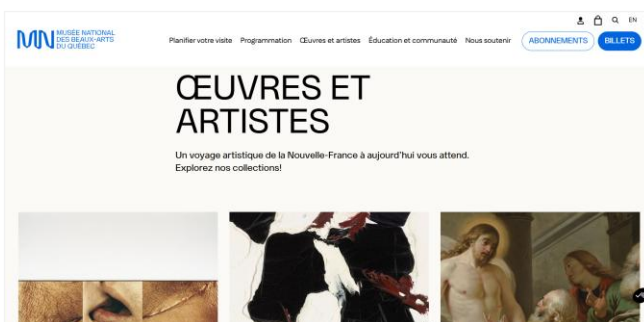 EN
MUSÉE NATIONAL
DES BEAUX-ARTS
DU QUÉBEC
Planifier votre visite Programmation Œuvres et artistes Éducation et communauté Nous soutenir ABONNEMENTS BILLETS
ŒUVRES ET
ARTISTES
Un voyage artistique de la Nouvelle-France à aujourd'hui vous attend.
Explorez nos collections!